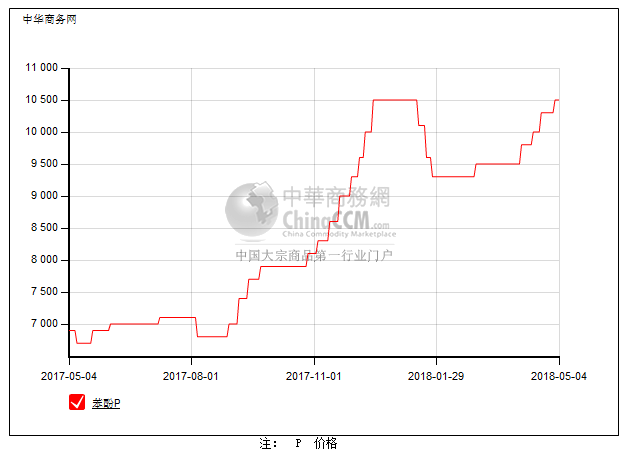 中华商务网
11 000
10 500
10 000
9 500
9 000
8 500
8 000
7 500
7 000
中華商務網
ChinaCCM.com
China Commodity Marketplace
中国大宗商品第一行业门户
2017-05-04
2017-08-01
2017-11-01
2018-01-29
2018-05-04
苯酚P
注： P 价格